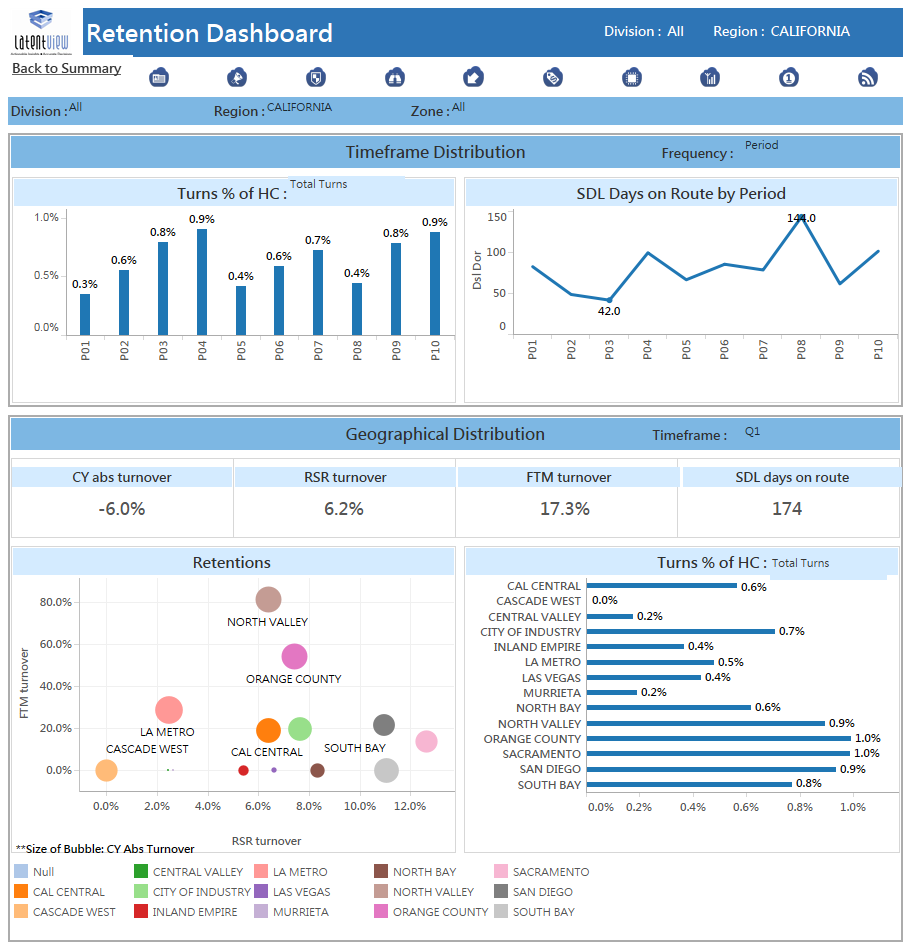 LatentView
Retention Dashboard
Division : All
Region : CALIFORNIA
Back to Summary
Division : All
Region : CALIFORNIA
Zone : All
Timeframe Distribution
Frequency : Period
Turns % of HC : Total Turns
1.0%
0.5%
0.0%
0.3%
0.6%
0.8%
0.9%
0.4%
0.6%
0.7%
0.4%
0.8%
0.9%
P01 P02 P03 P04 P05 P06 P07 P08 P09 P10
SDL Days on Route by Period
Dsl Dor
150
100
50
0
42.0
144.0
P01 P02 P03 P04 P05 P06 P07 P08 P09 P10
Geographical Distribution
Timeframe : Q1
CY abs turnover
-6.0%
RSR turnover
6.2%
FTM turnover
17.3%
SDL days on route
174
Retentions
FTM turnover
80.0%
60.0%
40.0%
20.0%
0.0%
NORTH VALLEY
ORANGE COUNTY
LA METRO
CASCADE WEST
CAL CENTRAL
SOUTH BAY
0.0% 2.0% 4.0% 6.0% 8.0% 10.0% 12.0%
RSR turnover
**Size of Bubble: CY Abs Turnover
Turns % of HC : Total Turns
CAL CENTRAL 0.6%
CASCADE WEST 0.0%
CENTRAL VALLEY 0.2%
CITY OF INDUSTRY 0.7%
INLAND EMPIRE 0.4%
LA METRO 0.5%
LAS VEGAS 0.4%
MURRIETA 0.2%
NORTH BAY 0.6%
NORTH VALLEY 0.9%
ORANGE COUNTY 1.0%
SACRAMENTO 1.0%
SAN DIEGO 0.9%
SOUTH BAY 0.8%
0.0% 0.2% 0.4% 0.6% 0.8% 1.0%
Null CENTRAL VALLEY LA METRO NORTH BAY SACRAMENTO
CAL CENTRAL CITY OF INDUSTRY LAS VEGAS NORTH VALLEY SAN DIEGO
CASCADE WEST INLAND EMPIRE MURRIETA ORANGE COUNTY SOUTH BAY